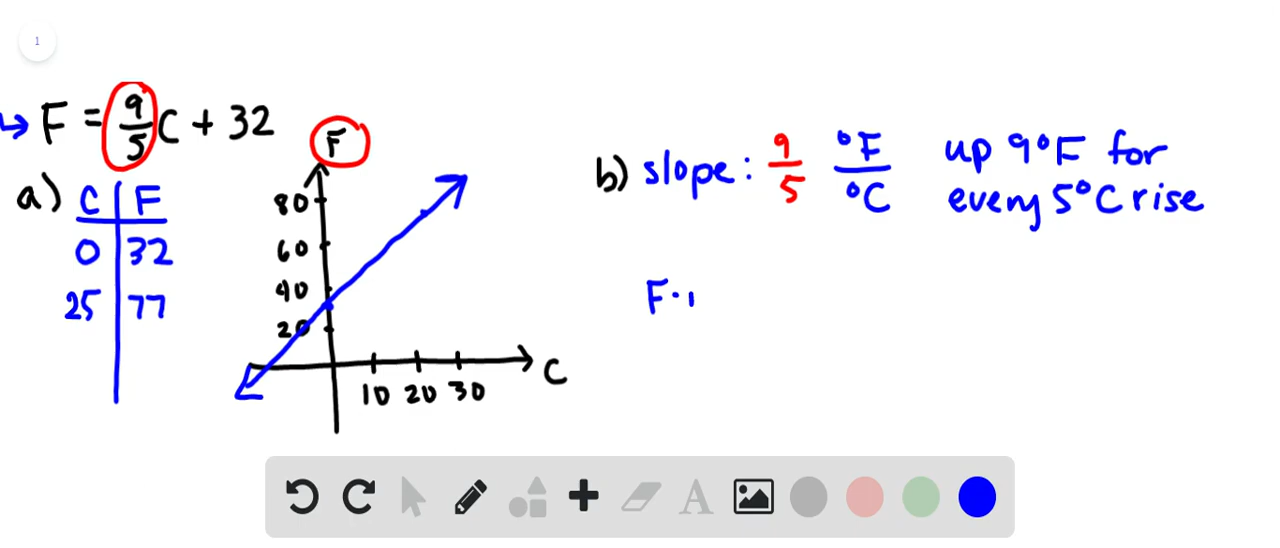 1
→ F = 9/5 C + 32
a) C | F
0 | 32
25 | 77
F
80
60
40
20
10 20 30
C
b) slope: 9/5 °F/°C up 9°F for
every 5°C rise
F-1
A